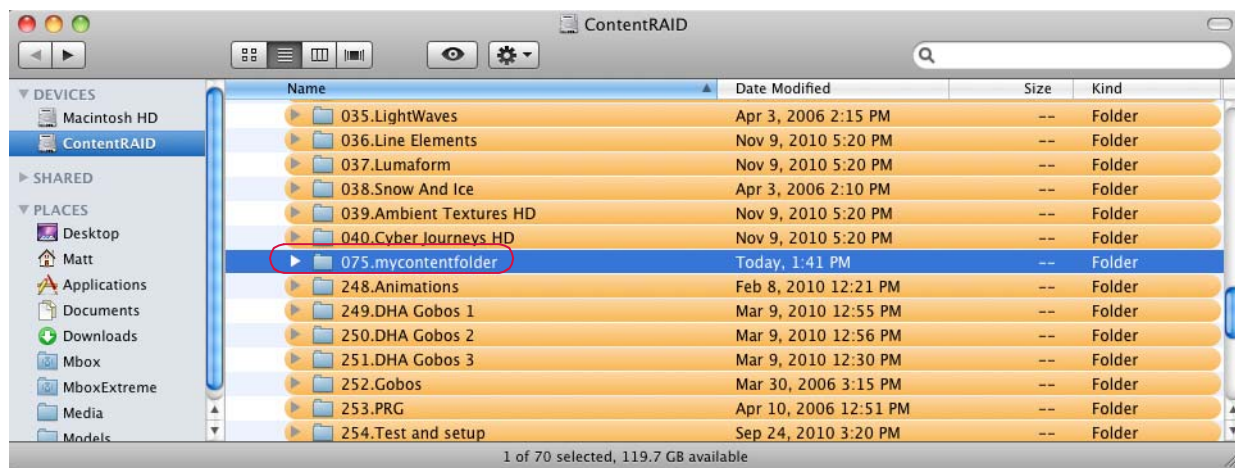 ContentRAID
Name Date Modified Size Kind
DEVICES
Macintosh HD
ContentRAID
SHARED
PLACES
Desktop
Matt
Applications
Documents
Downloads
Mbox
MboxExtreme
Media
Models
035.LightWaves Apr 3, 2006 2:15 PM -- Folder
036.Line Elements Nov 9, 2010 5:20 PM -- Folder
037.Lumaform Nov 9, 2010 5:20 PM -- Folder
038.Snow And Ice Apr 3, 2006 2:10 PM -- Folder
039.Ambient Textures HD Nov 9, 2010 5:20 PM -- Folder
040.Cyber Journeys HD Nov 9, 2010 5:20 PM -- Folder
075.mycontentfolder Today, 1:41 PM -- Folder
248.Animations Feb 8, 2010 12:21 PM -- Folder
249.DHA Gobos 1 Mar 9, 2010 12:55 PM -- Folder
250.DHA Gobos 2 Mar 9, 2010 12:56 PM -- Folder
251.DHA Gobos 3 Mar 9, 2010 12:30 PM -- Folder
252.Gobos Mar 30, 2006 3:15 PM -- Folder
253.PRG Apr 10, 2006 12:51 PM -- Folder
254.Test and setup Sep 24, 2010 3:20 PM -- Folder
1 of 70 selected, 119.7 GB available